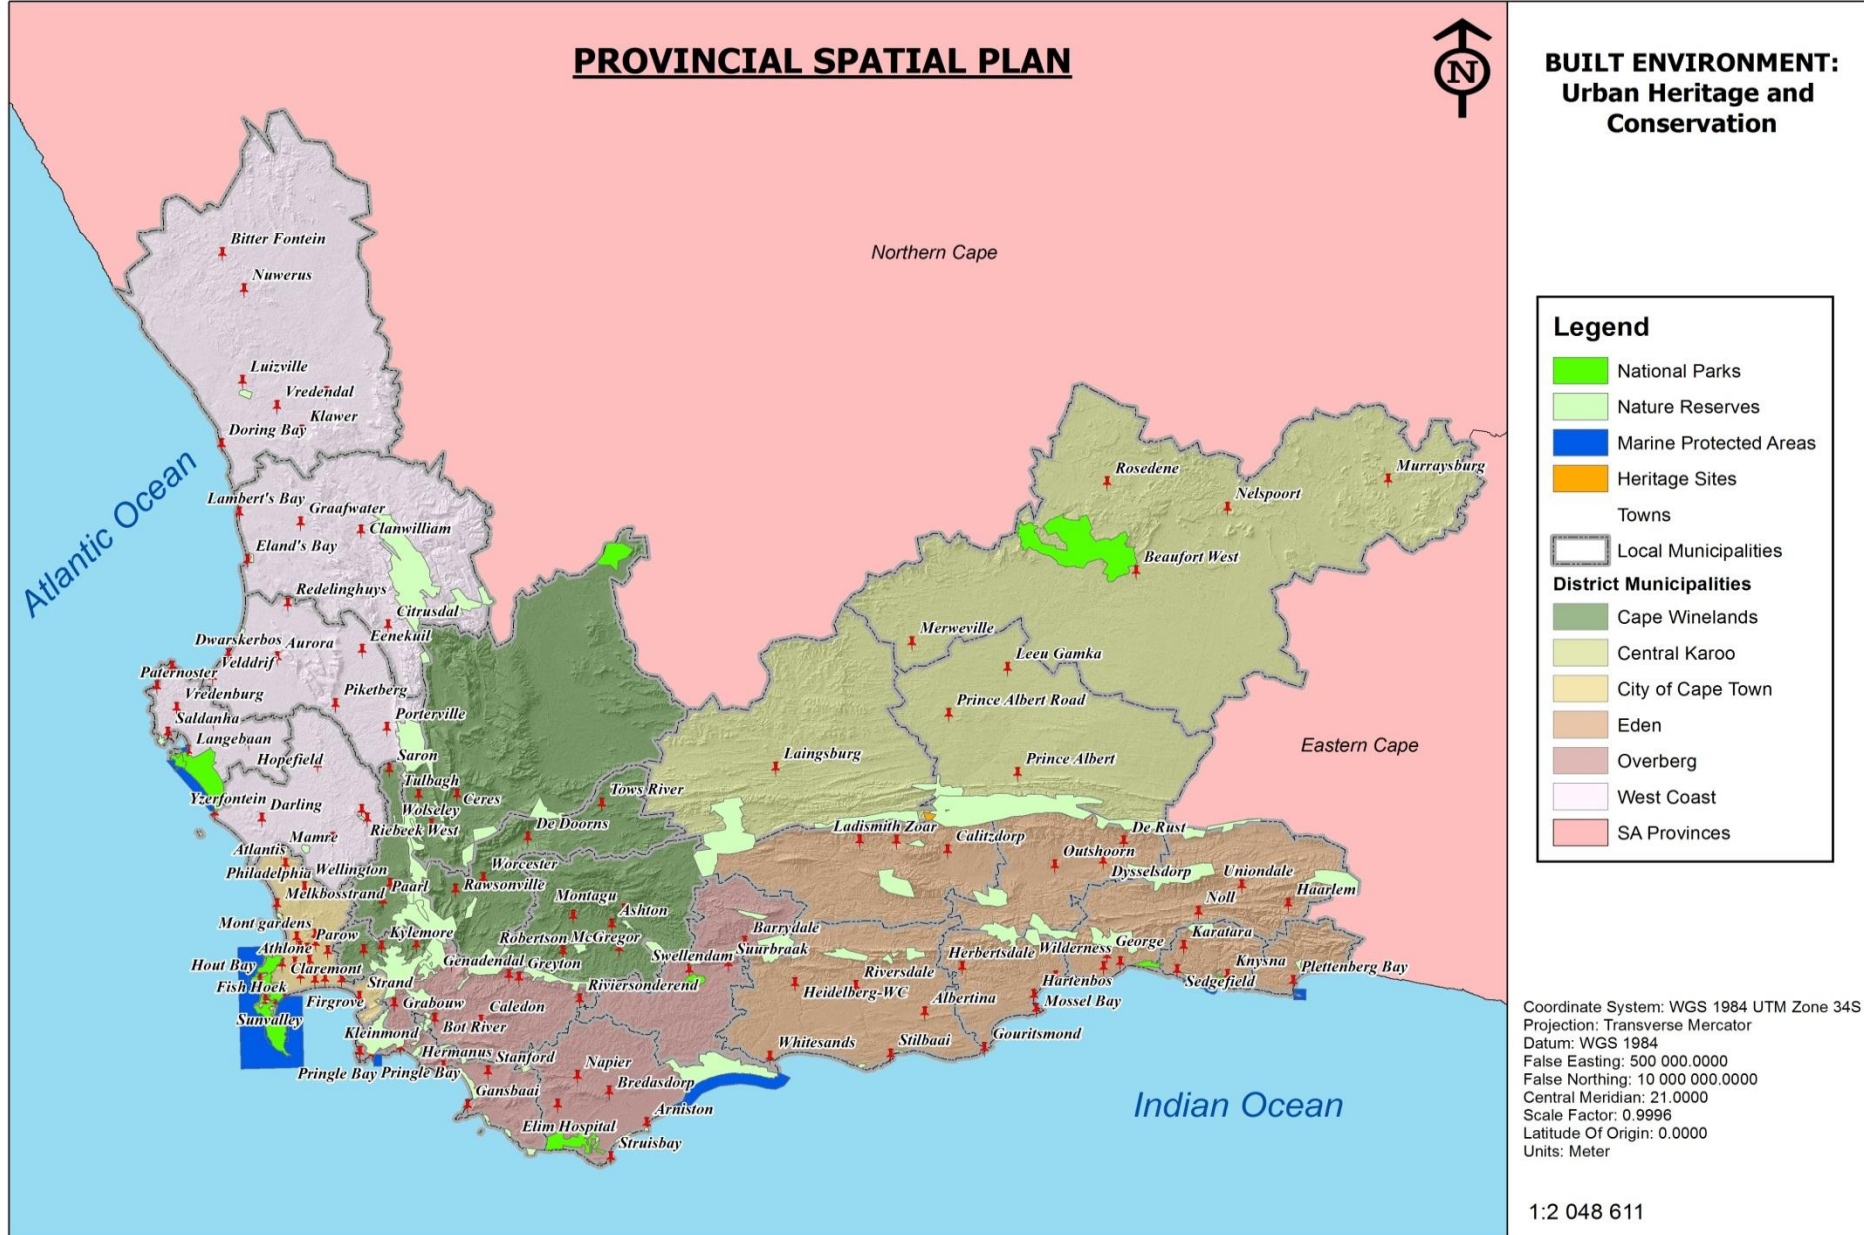 PROVINCIAL SPATIAL PLAN
N
BUILT ENVIRONMENT:
Urban Heritage and
Conservation
Northern Cape
Eastern Cape
Atlantic Ocean
Indian Ocean
Bitter Fontein
Nuwerus
Luizville
Vredendal
Klawer
Doring Bay
Lambert's Bay
Graafwater
Clanwilliam
Eland's Bay
Redelinghuys
Citrusdal
Eenekuil
Dwarskerbos
Aurora
Velddrif
Paternoster
Vredenburg
Piketberg
Saldanha
Porterville
Langebaan
Hopefield
Saron
Tulbagh
Ceres
Yzerfontein
Darling
Wolseley
Riebeek West
Tows River
De Doorns
Mamre
Atlantis
Philadelphia
Wellington
Worcester
Melkbosstrand
Paarl
Rawsonville
Montagu
Ashton
Mont gardens
Parow
Kylemore
Robertson
McGregor
Athlone
Hout Bay
Claremont
Genadendal
Greyton
Strand
Fish Hoek
Firgrove
Grabouw
Caledon
Riviersonderend
Sunvalley
Kleinmond
Bot River
Hermanus
Stanford
Pringle Bay
Pringle Bay
Napier
Gansbaai
Bredasdorp
Arniston
Elim Hospital
Struisbay
Rosedene
Nelspoort
Murraysburg
Beaufort West
Merweville
Leeu Gamka
Prince Albert Road
Laingsburg
Prince Albert
Ladismith
Zoar
Calitzdorp
De Rust
Outshoorn
Dysselsdorp
Uniondale
Haarlem
Noll
Barrydale
Suurbraak
Swellendam
Herbertsdale
Wilderness
George
Karatara
Knysna
Plettenberg Bay
Riversdale
Heidelberg-WC
Hartenbos
Sedgefield
Albertina
Mossel Bay
Whitesands
Stilbaai
Gouritsmond
Legend
National Parks
Nature Reserves
Marine Protected Areas
Heritage Sites
Towns
Local Municipalities
District Municipalities
Cape Winelands
Central Karoo
City of Cape Town
Eden
Overberg
West Coast
SA Provinces
Coordinate System: WGS 1984 UTM Zone 34S
Projection: Transverse Mercator
Datum: WGS 1984
False Easting: 500 000.0000
False Northing: 10 000 000.0000
Central Meridian: 21.0000
Scale Factor: 0.9996
Latitude Of Origin: 0.0000
Units: Meter
1:2 048 611